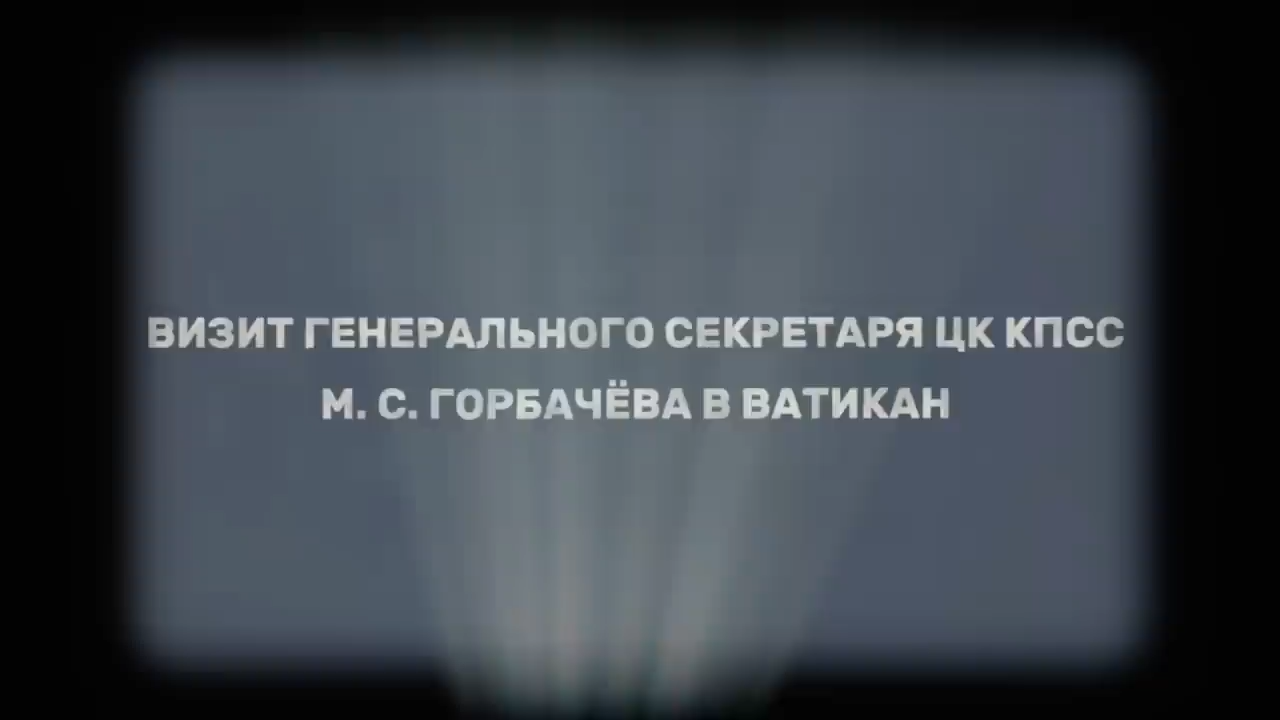 ВИЗИТ ГЕНЕРАЛЬНОГО СЕКРЕТАРЯ ЦК КПСС
М. С. ГОРБАЧЁВА В ВАТИКАН